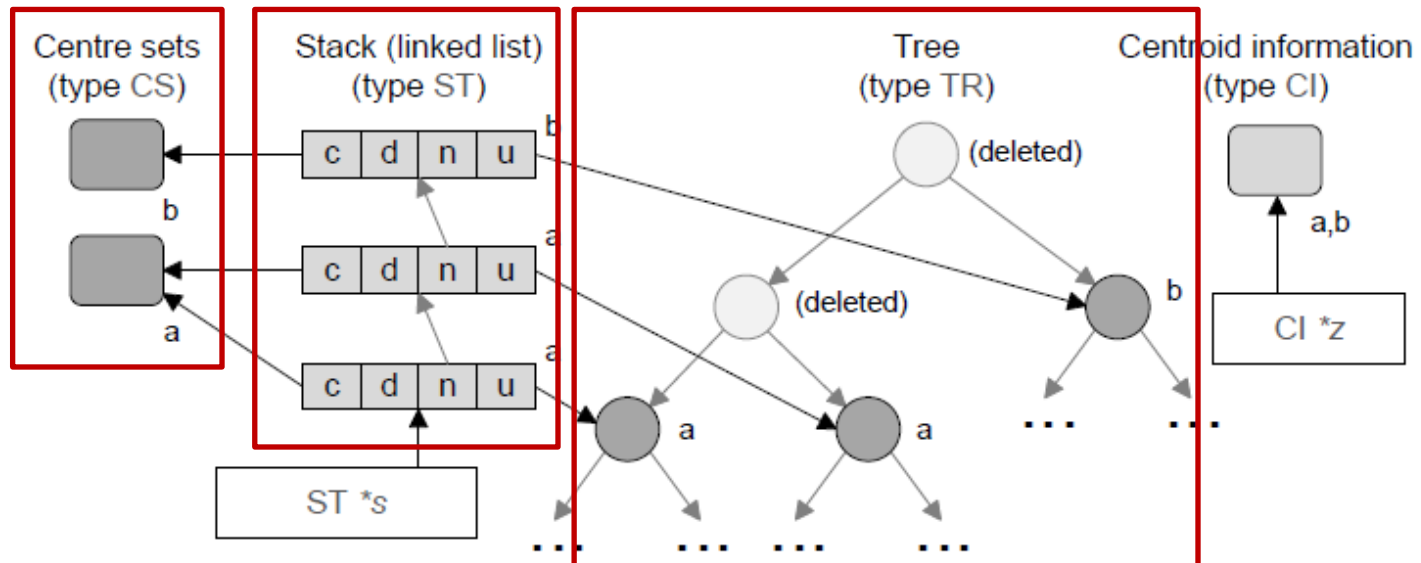 Centre sets
(type CS)
Stack (linked list)
(type ST)
Tree
(type TR)
Centroid information
(type CI)
b
c d n u
(deleted)
b
a,b
a
c d n u
(deleted)
b
a
CI *z
a
c d n u
a
a
ST *s
... ...
... ... ... ...